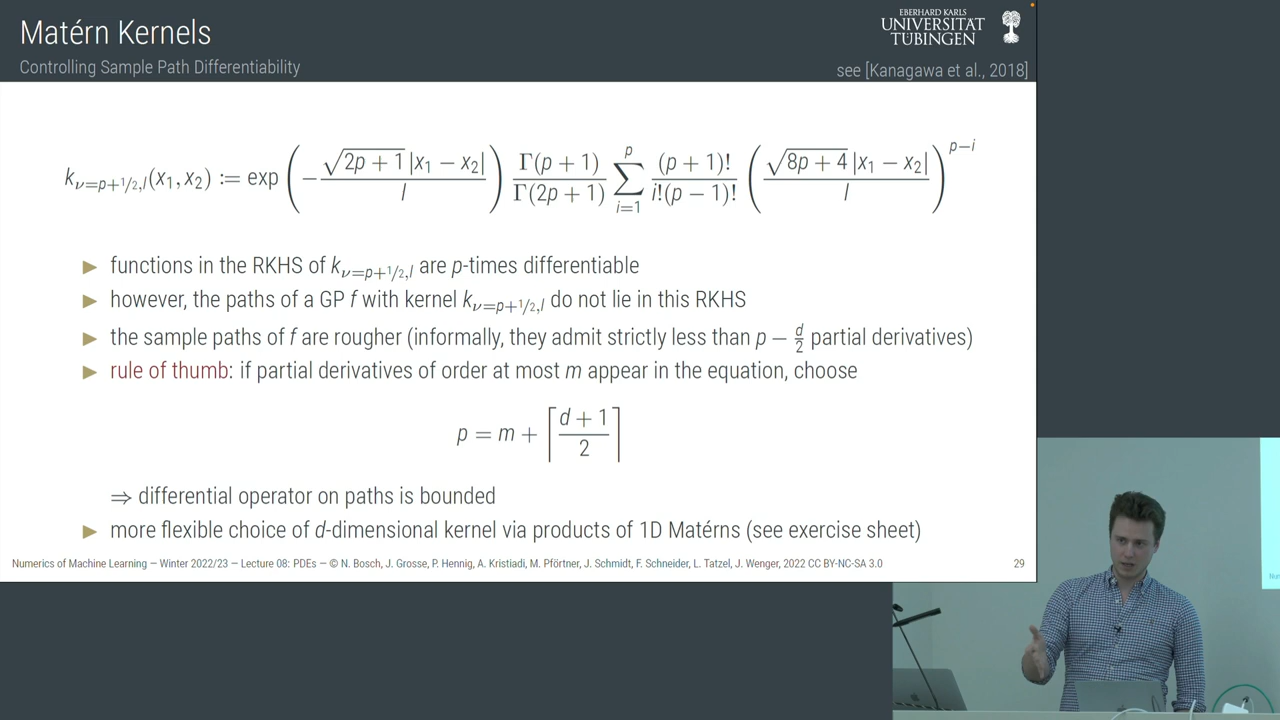 Matérn Kernels
Controlling Sample Path Differentiability
EBERHARD KARLS
UNIVERSITÄT
TÜBINGEN
see [Kanagawa et al., 2018]
k_{ν=p+1/2,l}(x₁, x₂) := exp(−√(2p + 1) |x₁ − x₂| / l) Γ(p + 1)/Γ(2p + 1) ∑_{i=1}^{p} (p + 1)!/i!(p − 1)! (√(8p + 4) |x₁ − x₂| / l)^{p−i}
▶ functions in the RKHS of k_{ν=p+1/2,l} are p-times differentiable
▶ however, the paths of a GP f with kernel k_{ν=p+1/2,l} do not lie in this RKHS
▶ the sample paths of f are rougher (informally, they admit strictly less than p − d/2 partial derivatives)
▶ rule of thumb: if partial derivatives of order at most m appear in the equation, choose
p = m + ⌈(d + 1)/2⌉
⇒ differential operator on paths is bounded
▶ more flexible choice of d-dimensional kernel via products of 1D Matérns (see exercise sheet)
Numerics of Machine Learning — Winter 2022/23 — Lecture 08: PDEs — © N. Bosch, J. Grosse, P. Hennig, A. Kristiadi, M. Pförtner, J. Schmidt, F. Schneider, L. Tatzel, J. Wenger, 2022 CC BY-NC-SA 3.0
29